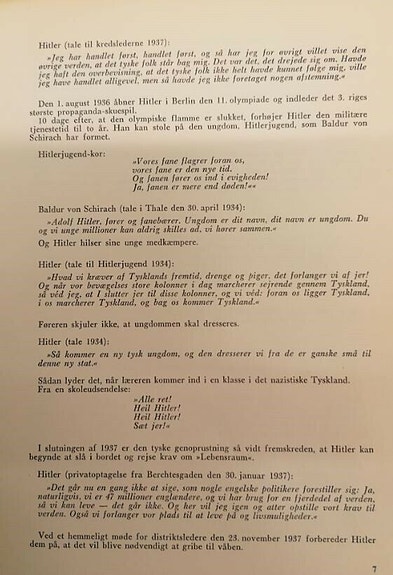 Hitler (tale til kredslederne 1937):
»Jeg har handlet først, handlet først, og så har jeg for øvrigt villet vise den
øvrige verden, at det tyske folk står bag mig. Det var det, det drejede sig om. Havde
jeg haft den overbevisning, at det tyske folk ikke helt havde kunnet følge mig, ville
jeg have handlet alligevel, men så havde jeg ikke foretaget nogen afstemning.«
Den 1. august 1936 åbner Hitler i Berlin den 11. olympiade og indleder det 3. riges
største propaganda-skuespil.
10 dage efter, at den olympiske flamme er slukket, forhøjer Hitler den militære
tjenestetid til to år. Han kan stole på den ungdom, Hitlerjugend, som Baldur von
Schirach har formet.
Hitlerjugend-kor:
»Vores fane flagrer foran os,
vores fane er den nye tid.
Og fanen fører os ind i evigheden!
Ja, fanen er mere end døden!««
Baldur von Schirach (tale i Thale den 30. april 1934):
»Adolf Hitler, fører og fanebærer. Ungdom er dit navn, dit navn er ungdom. Du
og vi unge millioner kan aldrig skilles ad, vi hører sammen.«
Og Hitler hilser sine unge medkæmpere.
Hitler (tale til Hitlerjugend 1934):
»Hvad vi kræver af Tysklands fremtid, drenge og piger, det forlanger vi af jer!
Og når vor bevægelses store kolonner i dag marcherer sejrende gennem Tyskland,
så véd jeg, at I slutter jer til disse kolonner, og vi véd: foran os ligger Tyskland,
i os marcherer Tyskland, og bag os kommer Tyskland.«
Føreren skjuler ikke, at ungdommen skal dresseres.
Hitler (tale 1934):
»Så kommer en ny tysk ungdom, og den dresserer vi fra de er ganske små til
denne ny stat.«
Sådan lyder det, når læreren kommer ind i en klasse i det nazistiske Tyskland.
Fra en skoleudsendelse:
»Alle ret!
Heil Hitler!
Heil Hitler!
Sæt jer!«
I slutningen af 1937 er den tyske genoprustning så vidt fremskreden, at Hitler kan
begynde at slå i bordet og rejse krav om »Lebensraum«.
Hitler (privatoptagelse fra Berchtesgaden den 30. januar 1937):
»Det går nu en gang ikke at sige, som nogle engelske politikere forestiller sig: Ja,
naturligvis, vi er 47 millioner englændere, og vi har brug for en fjerdedel af verden,
så vi kan leve — det går ikke. Og her vil jeg igen og atter opstille vort krav til
verden. Også vi forlanger vor plads til at leve på og livsmuligheder.«
Ved et hemmeligt møde for distriktsledere den 23. november 1937 forbereder Hitler
dem på, at det vil blive nødvendigt at gribe til våben.
7